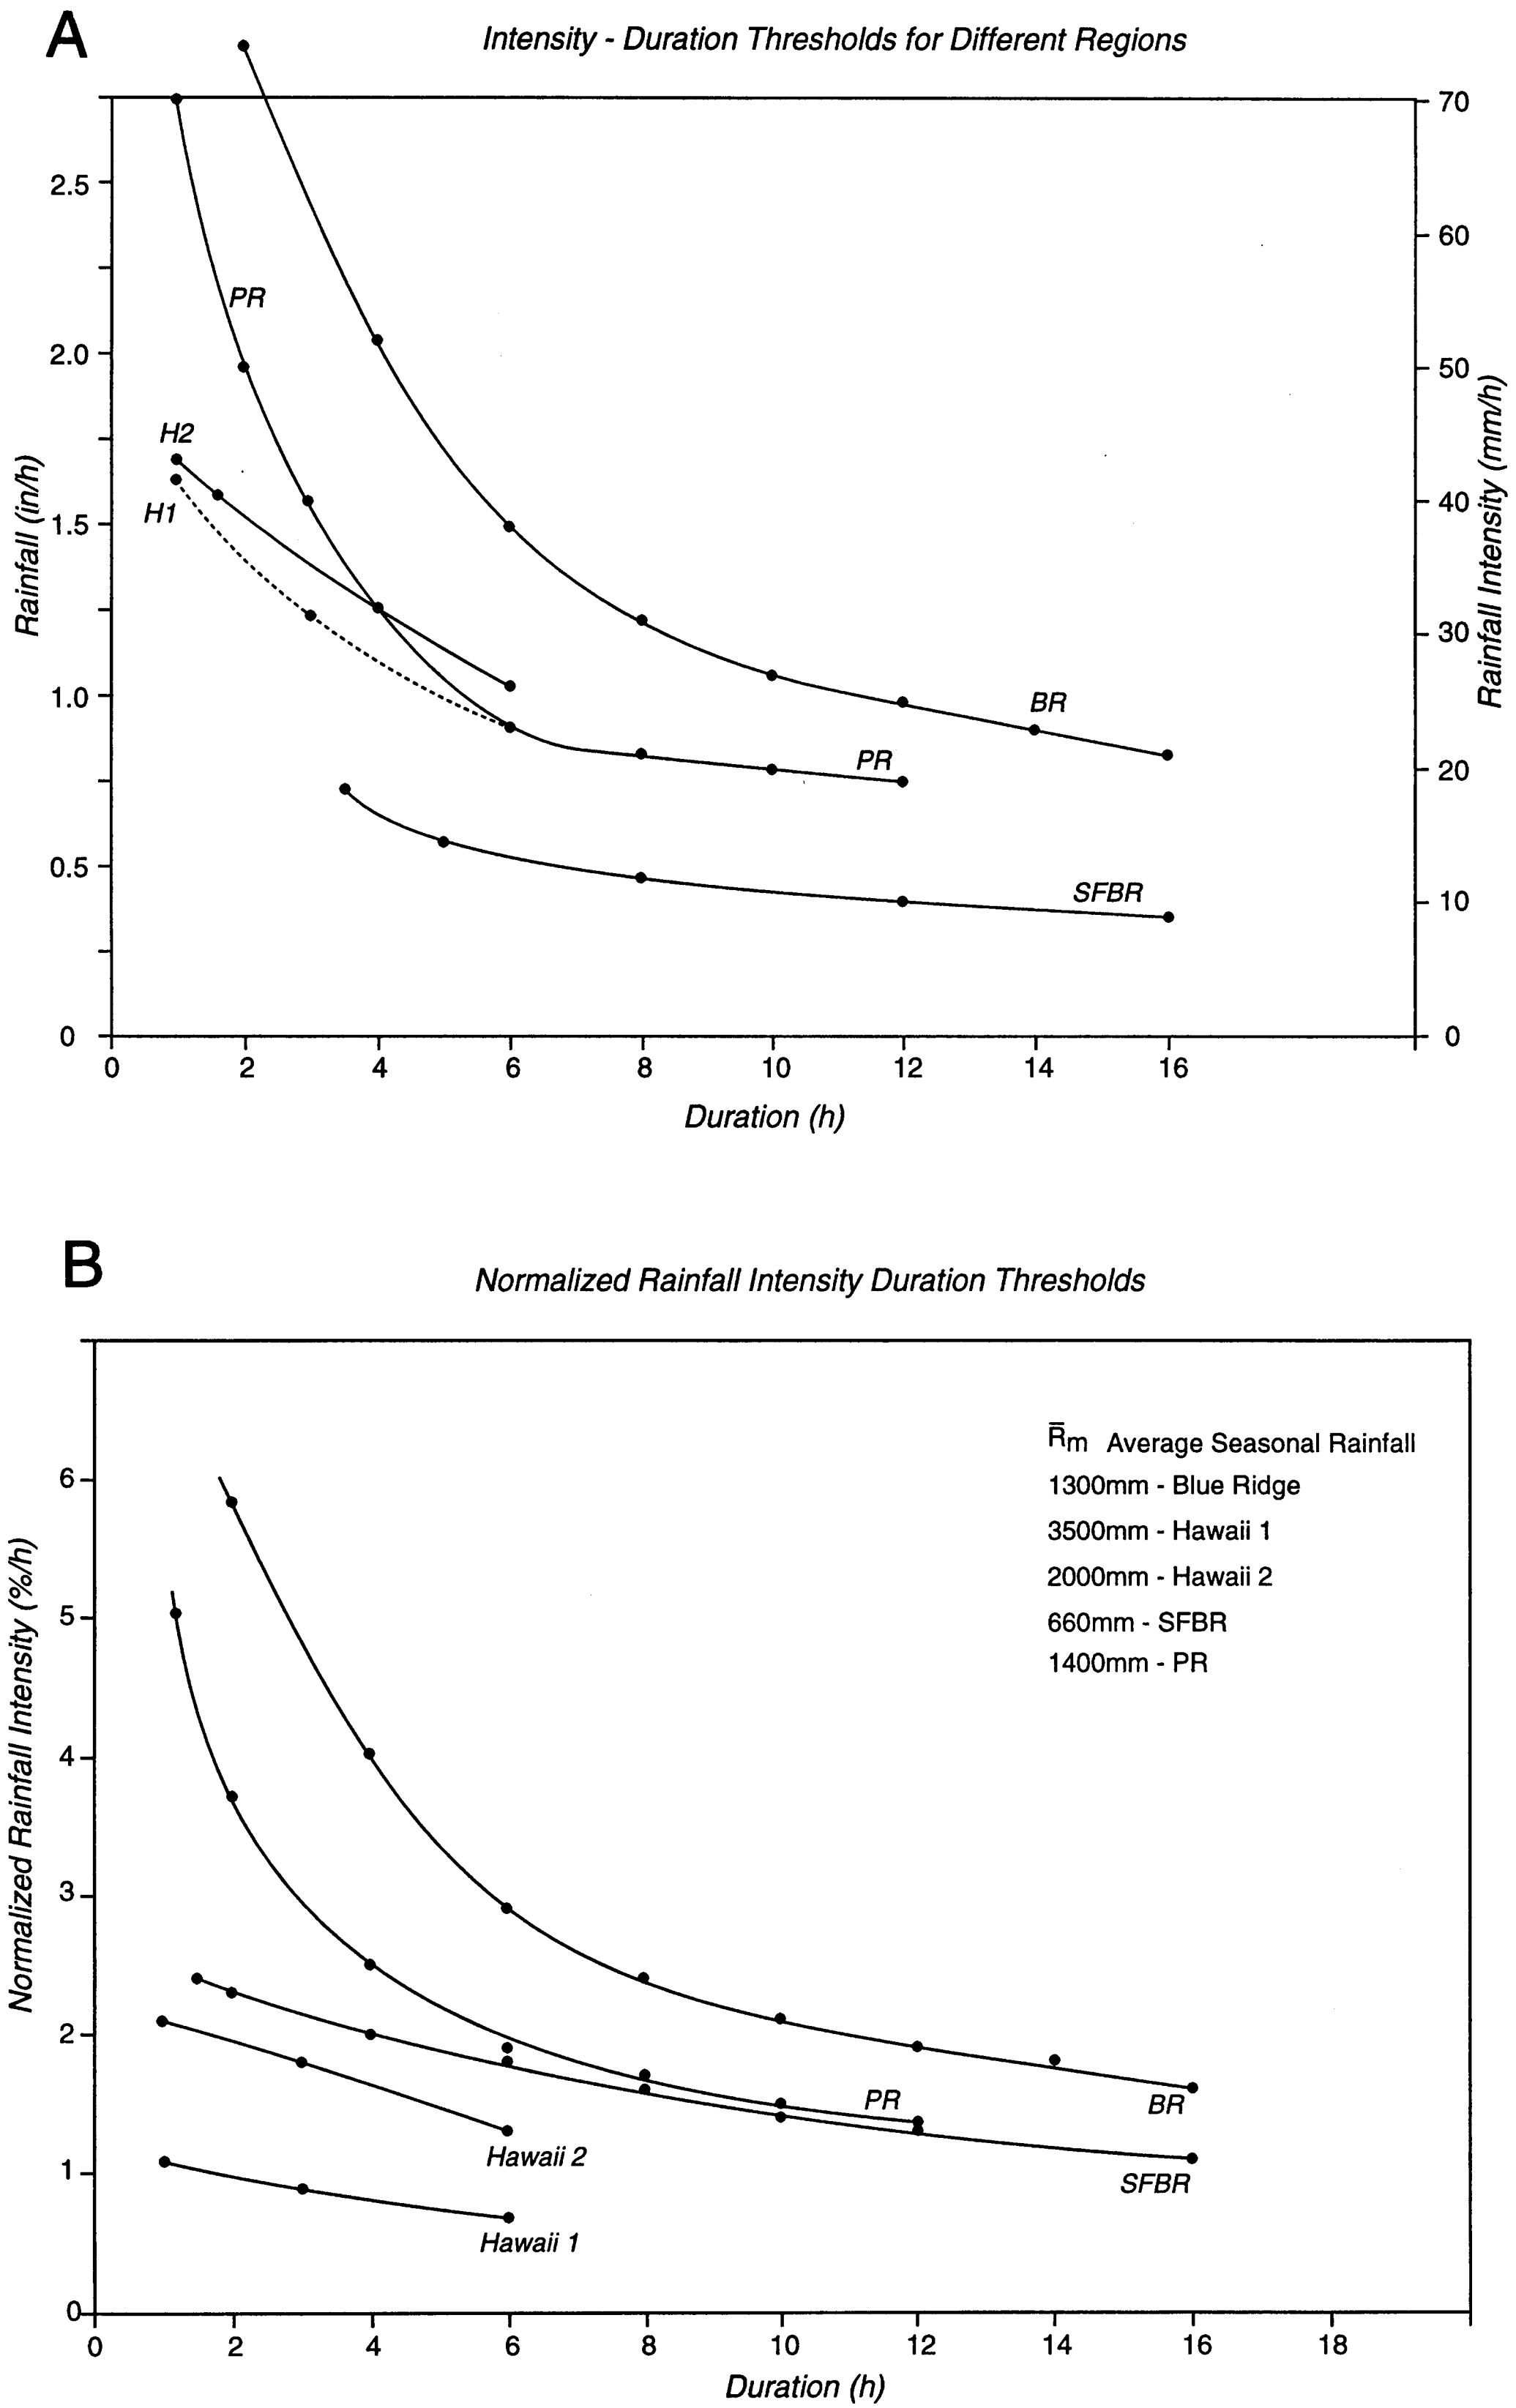 A
Intensity - Duration Thresholds for Different Regions
Rainfall (in/h)
2.5
2.0
1.5
1.0
0.5
0
70
60
50
40
30
20
10
0
Rainfall Intensity (mm/h)
PR
H2
H1
BR
PR
SFBR
0 2 4 6 8 10 12 14 16
Duration (h)
B
Normalized Rainfall Intensity Duration Thresholds
Normalized Rainfall Intensity (%/h)
6
5
4
3
2
1
0
R̅m Average Seasonal Rainfall
1300mm - Blue Ridge
3500mm - Hawaii 1
2000mm - Hawaii 2
660mm - SFBR
1400mm - PR
PR
BR
Hawaii 2
SFBR
Hawaii 1
0 2 4 6 8 10 12 14 16 18
Duration (h)